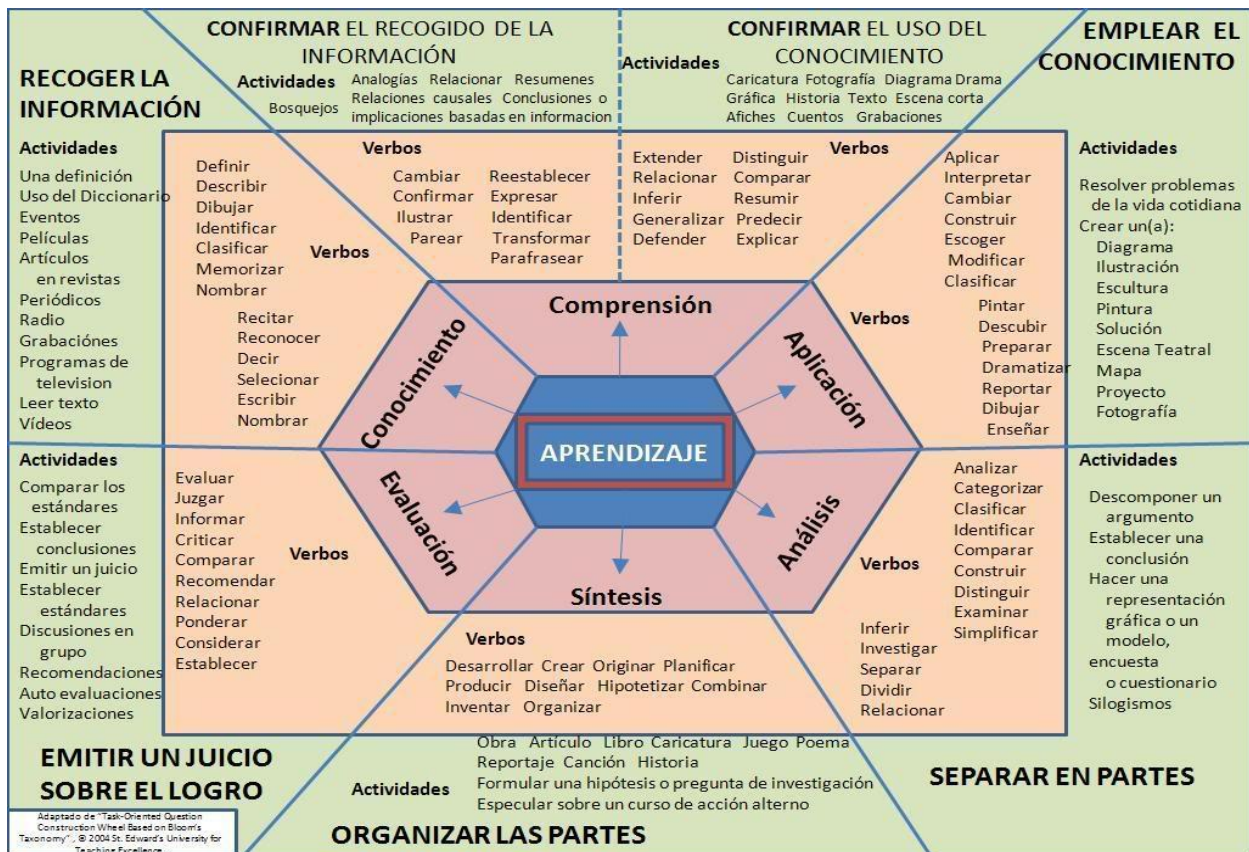 CONFIRMAR EL RECOGIDO DE LA
INFORMACIÓN
Actividades
Bosquejos
Analogías Relacionar Resumenes
Relaciones causales Conclusiones o
implicaciones basadas en informacion
CONFIRMAR EL USO DEL
CONOCIMIENTO
Actividades
Caricatura Fotografía Diagrama Drama
Gráfica Historia Texto Escena corta
Afiches Cuentos Grabaciones
EMPLEAR EL
CONOCIMIENTO
RECOGER LA
INFORMACIÓN
Actividades
Una definición
Uso del Diccionario
Eventos
Películas
Artículos
en revistas
Periódicos
Radio
Grabaciónes
Programas de
television
Leer texto
Vídeos
Definir
Describir
Dibujar
Identificar
Clasificar
Memorizar
Nombrar
Verbos
Recitar
Reconocer
Decir
Selecionar
Escribir
Nombrar
Verbos
Cambiar
Confirmar
Ilustrar
Parear
Reestablecer
Expresar
Identificar
Transformar
Parafrasear
Extender
Relacionar
Inferir
Generalizar
Defender
Distinguir
Comparar
Resumir
Predecir
Explicar
Verbos
Aplicar
Interpretar
Cambiar
Construir
Escoger
Modificar
Clasificar
Verbos
Pintar
Descubir
Preparar
Dramatizar
Reportar
Dibujar
Enseñar
Actividades
Resolver problemas
de la vida cotidiana
Crear un(a):
Diagrama
Ilustración
Escultura
Pintura
Solución
Escena Teatral
Mapa
Proyecto
Fotografía
Comprensión
Conocimiento
Aplicación
APRENDIZAJE
Evaluación
Análisis
Síntesis
Actividades
Comparar los
estándares
Establecer
conclusiones
Emitir un juicio
Establecer
estándares
Discusiones en
grupo
Recomendaciones
Auto evaluaciones
Valorizaciones
Evaluar
Juzgar
Informar
Criticar
Comparar
Recomendar
Relacionar
Ponderar
Considerar
Establecer
Verbos
Verbos
Desarrollar Crear Originar Planificar
Producir Diseñar Hipotetizar Combinar
Inventar Organizar
Verbos
Analizar
Categorizar
Clasificar
Identificar
Comparar
Construir
Distinguir
Examinar
Simplificar
Inferir
Investigar
Separar
Dividir
Relacionar
Actividades
Descomponer un
argumento
Establecer una
conclusión
Hacer una
representación
gráfica o un
modelo,
encuesta
o cuestionario
Silogismos
EMITIR UN JUICIO
SOBRE EL LOGRO
Actividades
Obra Artículo Libro Caricatura Juego Poema
Reportaje Canción Historia
Formular una hipótesis o pregunta de investigación
Especular sobre un curso de acción alterno
ORGANIZAR LAS PARTES
SEPARAR EN PARTES
Adaptado de "Task-Oriented Question
Construction Wheel Based on Bloom's
Taxonomy", © 2004 St. Edward's University for
Teaching Excellence